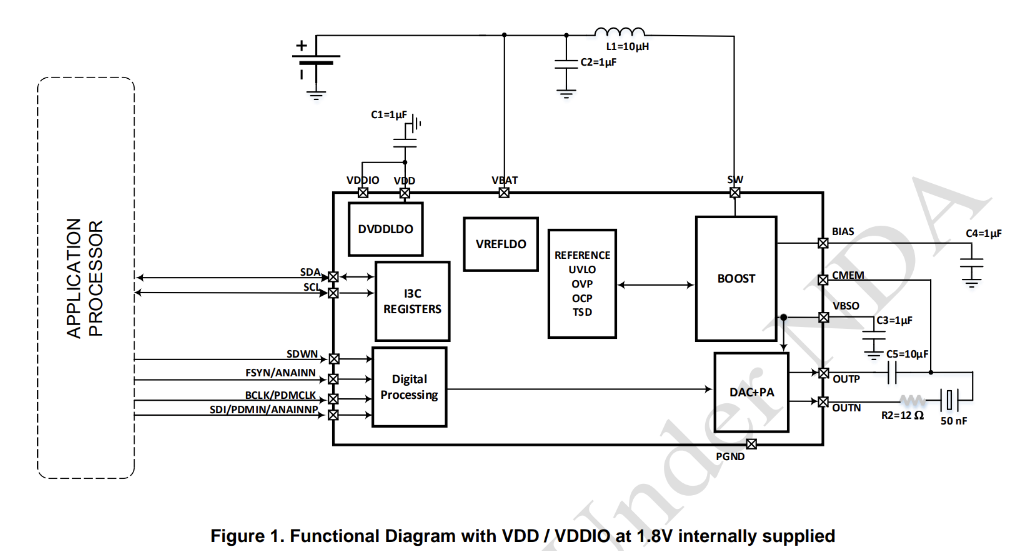 L1=10µH
C2=1µF
C1=1µF
VDDIO
VDD
VBAT
SW
DVDDLDO
VREFLDO
REFERENCE
UVLO
OVP
OCP
TSD
BOOST
BIAS
C4=1µF
CMEM
VBSO
C3=1µF
C5=10µF
APPLICATION
PROCESSOR
SDA
SCL
I3C
REGISTERS
SDWN
FSYN/ANAINN
BCLK/PDMCLK
SDI/PDMIN/ANAINNP
Digital
Processing
DAC+PA
OUTP
OUTN
R2=12 Ω
50 nF
PGND
Under NDA
Figure 1. Functional Diagram with VDD / VDDIO at 1.8V internally supplied